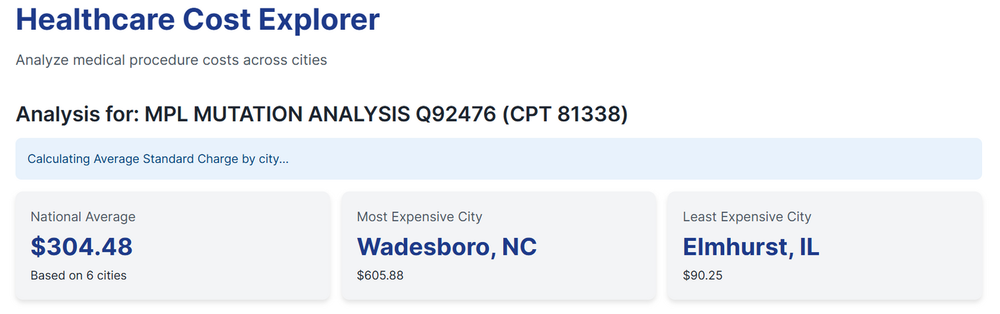 Healthcare Cost Explorer
Analyze medical procedure costs across cities
Analysis for: MPL MUTATION ANALYSIS Q92476 (CPT 81338)
Calculating Average Standard Charge by city...
National Average
$304.48
Based on 6 cities
Most Expensive City
Wadesboro, NC
$605.88
Least Expensive City
Elmhurst, IL
$90.25